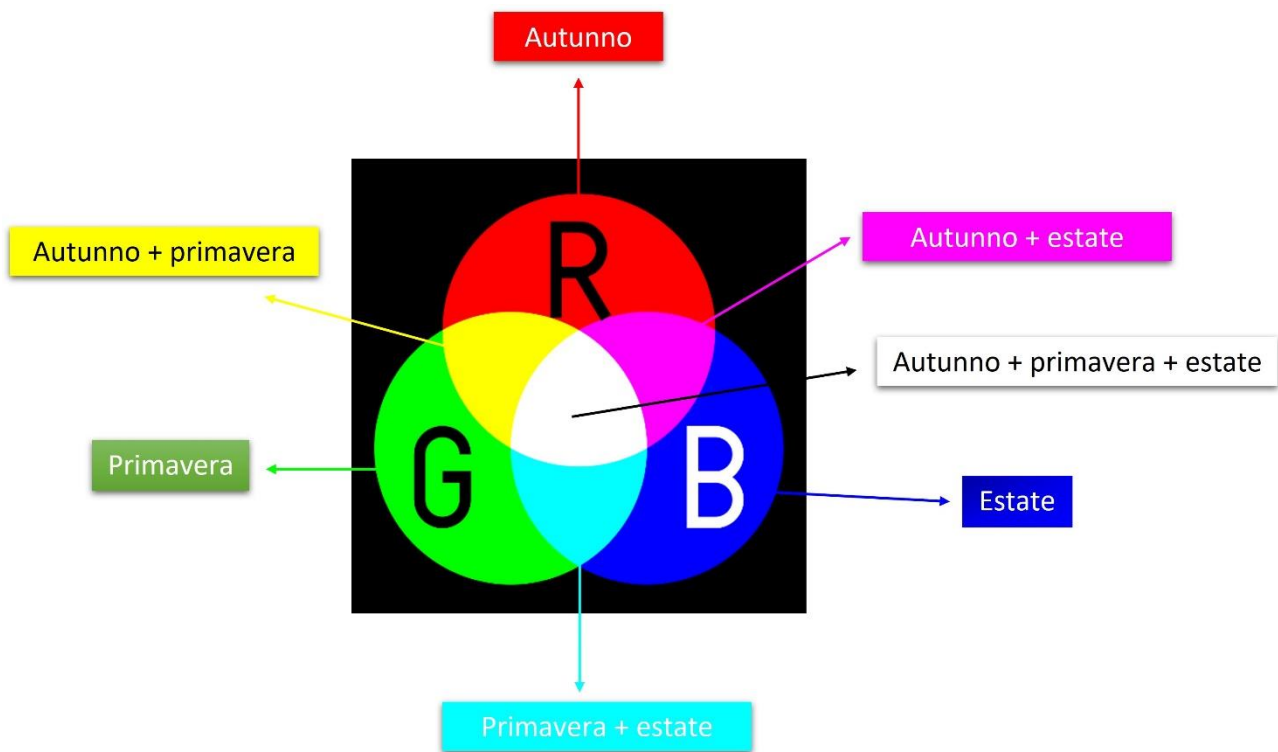 Autunno
R
Autunno + primavera
Autunno + estate
Autunno + primavera + estate
Primavera
G
B
Estate
Primavera + estate